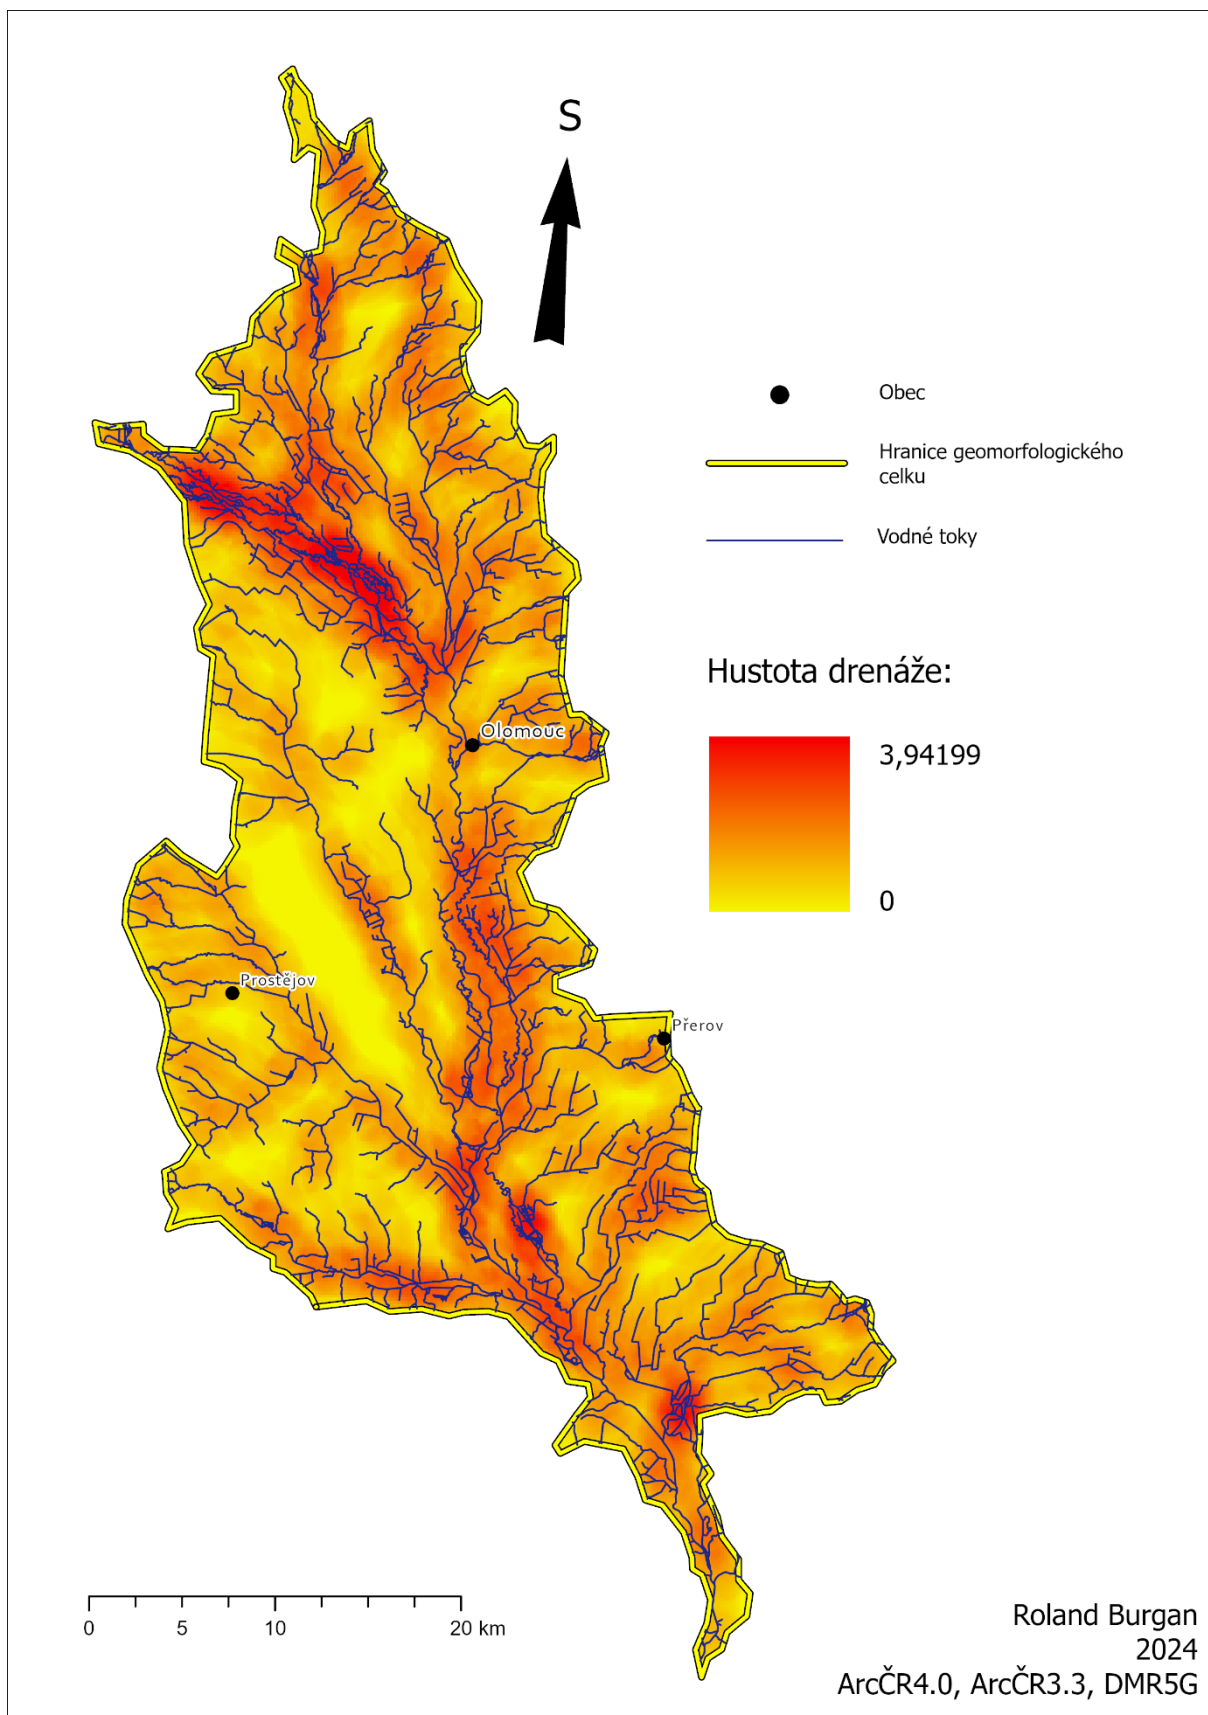 S
Obec
Hranice geomorfologického
celku
Vodné toky
Hustota drenáže:
3,94199
0
Olomouc
Prostějov
Přerov
0 5 10 20 km
Roland Burgan
2024
ArcČR4.0, ArcČR3.3, DMR5G